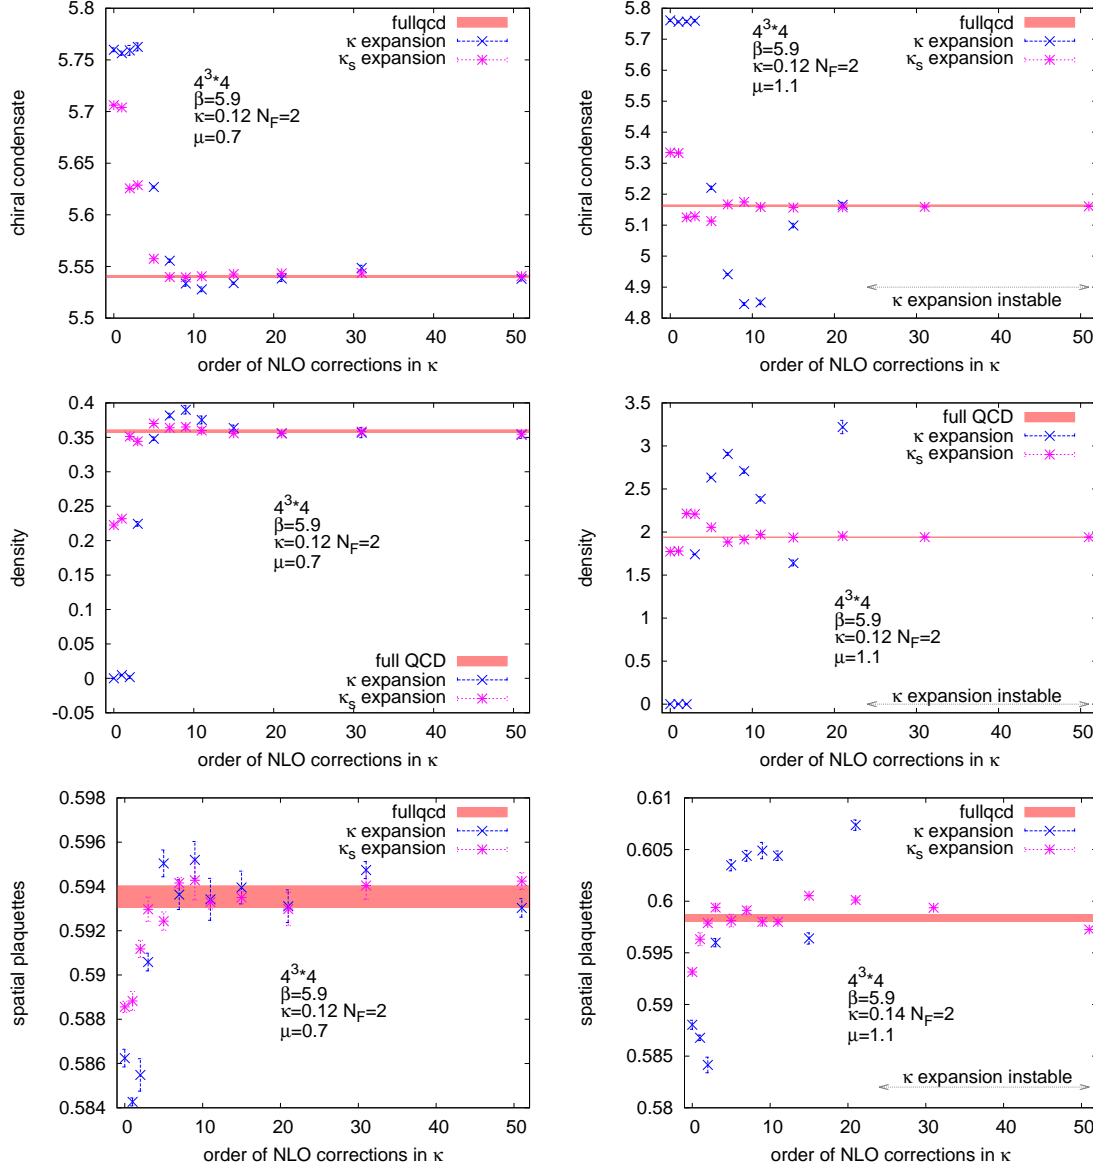 5.8
5.75
5.7
5.65
5.6
5.55
5.5
chiral condensate
fullqcd
κ expansion
κs expansion
4^3*4
β=5.9
κ=0.12 NF=2
μ=0.7
0 10 20 30 40 50
order of NLO corrections in κ
5.8
5.7
5.6
5.5
5.4
5.3
5.2
5.1
5
4.9
4.8
chiral condensate
fullqcd
κ expansion
κs expansion
4^3*4
β=5.9
κ=0.12 NF=2
μ=1.1
κ expansion instable
0 10 20 30 40 50
order of NLO corrections in κ
0.4
0.35
0.3
0.25
0.2
0.15
0.1
0.05
0
-0.05
density
4^3*4
β=5.9
κ=0.12 NF=2
μ=0.7
full QCD
κ expansion
κs expansion
0 10 20 30 40 50
order of NLO corrections in κ
3.5
3
2.5
2
1.5
1
0.5
0
density
full QCD
κ expansion
κs expansion
4^3*4
β=5.9
κ=0.12 NF=2
μ=1.1
κ expansion instable
0 10 20 30 40 50
order of NLO corrections in κ
0.598
0.596
0.594
0.592
0.59
0.588
0.586
0.584
spatial plaquettes
fullqcd
κ expansion
κs expansion
4^3*4
β=5.9
κ=0.12 NF=2
μ=0.7
0 10 20 30 40 50
order of NLO corrections in κ
0.61
0.605
0.6
0.595
0.59
0.585
0.58
spatial plaquettes
fullqcd
κ expansion
κs expansion
4^3*4
β=5.9
κ=0.14 NF=2
μ=1.1
κ expansion instable
0 10 20 30 40 50
order of NLO corrections in κ